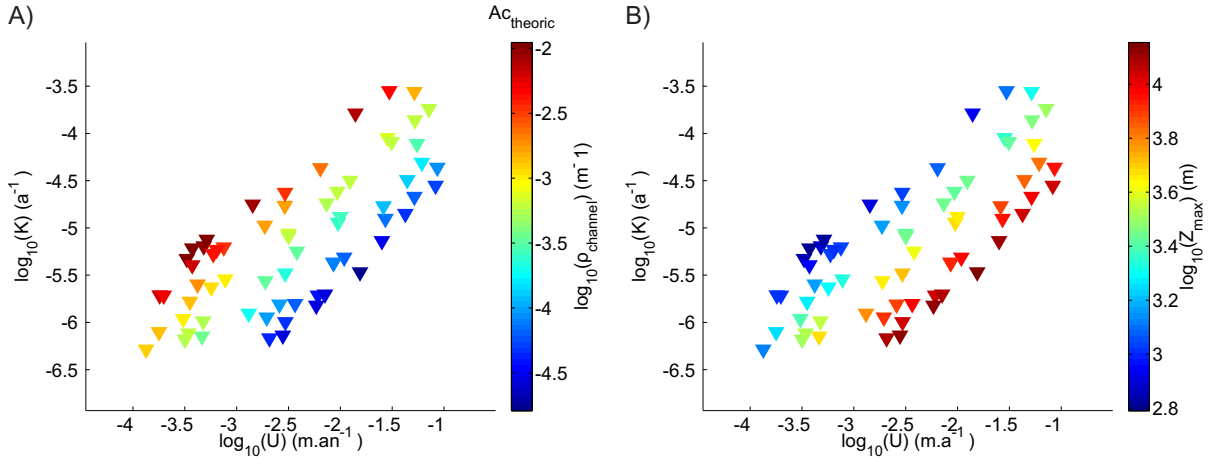 A)
Ac_theoric
log₁₀(K) (a⁻¹)
-3.5
-4
-4.5
-5
-5.5
-6
-6.5
-4 -3.5 -3 -2.5 -2 -1.5 -1
log₁₀(U) (m.an⁻¹)
-2
-2.5
-3
-3.5
-4
-4.5
log₁₀(ρ_channel) (m⁻1)
B)
log₁₀(K) (a⁻¹)
-3.5
-4
-4.5
-5
-5.5
-6
-6.5
-4 -3.5 -3 -2.5 -2 -1.5 -1
log₁₀(U) (m.a⁻¹)
4
3.8
3.6
3.4
3.2
3
2.8
log₁₀(Z_max) (m)